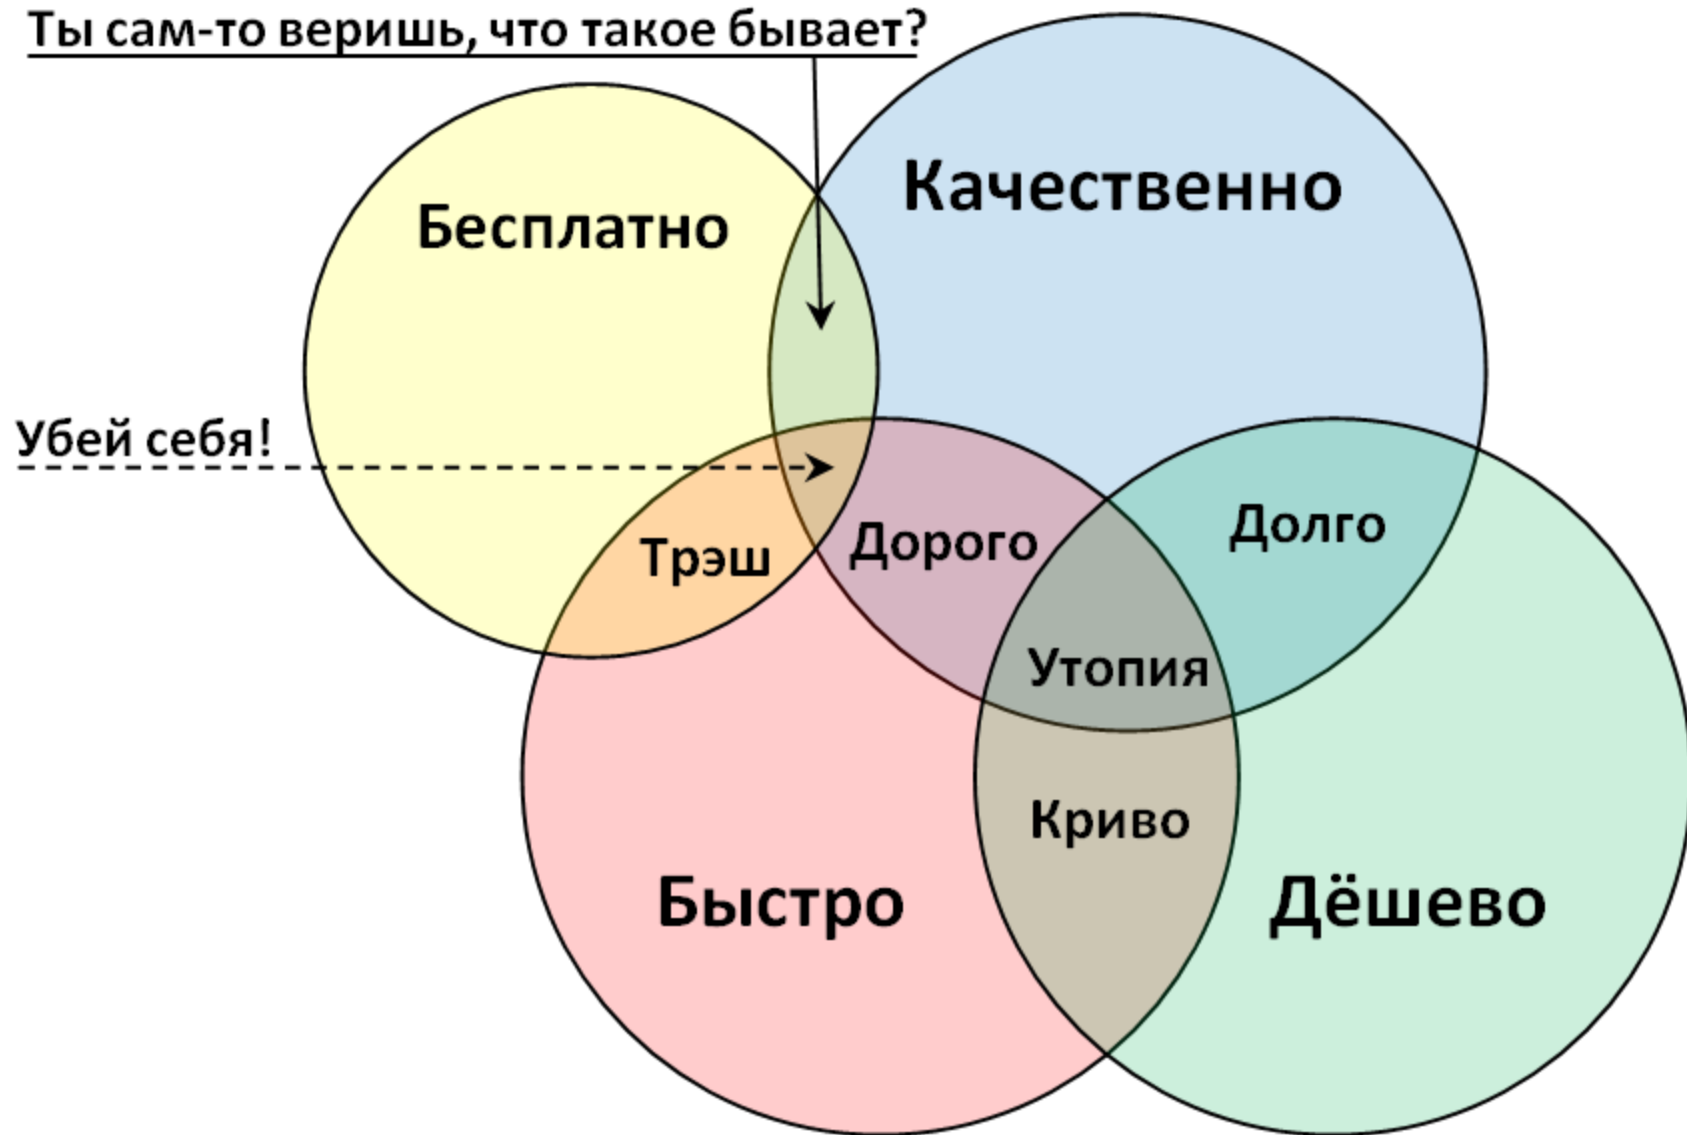 Ты сам-то веришь, что такое бывает?
Качественно
Бесплатно
Убей себя!
Трэш
Дорого
Долго
Утопия
Криво
Быстро
Дёшево